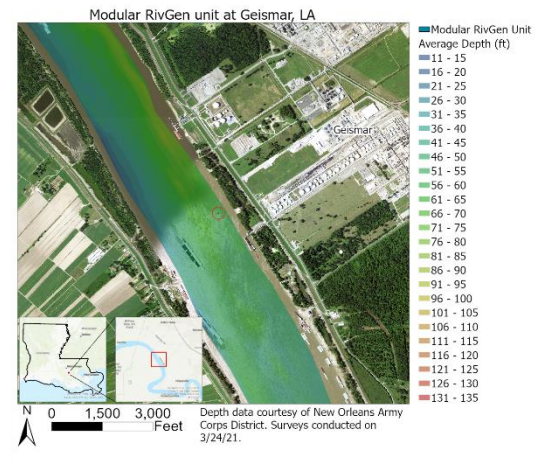 Modular RivGen unit at Geismar, LA
Modular RivGen Unit
Average Depth (ft)
11 - 15
16 - 20
21 - 25
26 - 30
31 - 35
36 - 40
41 - 45
46 - 50
51 - 55
56 - 60
61 - 65
66 - 70
71 - 75
76 - 80
81 - 85
86 - 90
91 - 95
96 - 100
101 - 105
106 - 110
111 - 115
116 - 120
121 - 125
126 - 130
131 - 135
Geismar
N
0 1,500 3,000
Feet
Depth data courtesy of New Orleans Army
Corps District. Surveys conducted on
3/24/21.